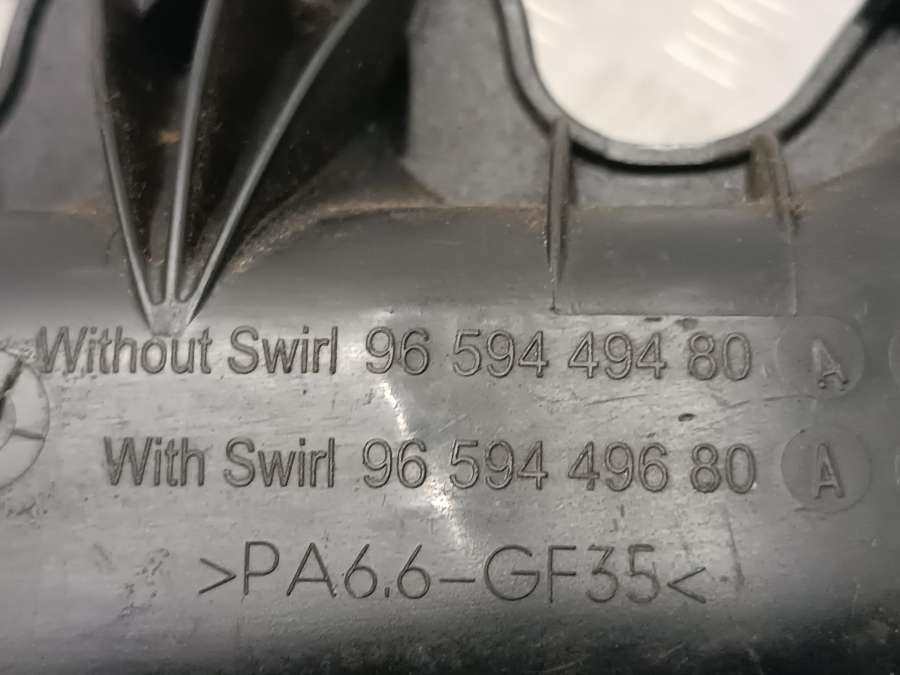 Without Swirl 96 594 494 80 A
With Swirl 96 594 496 80 A
>PA6.6-GF35<